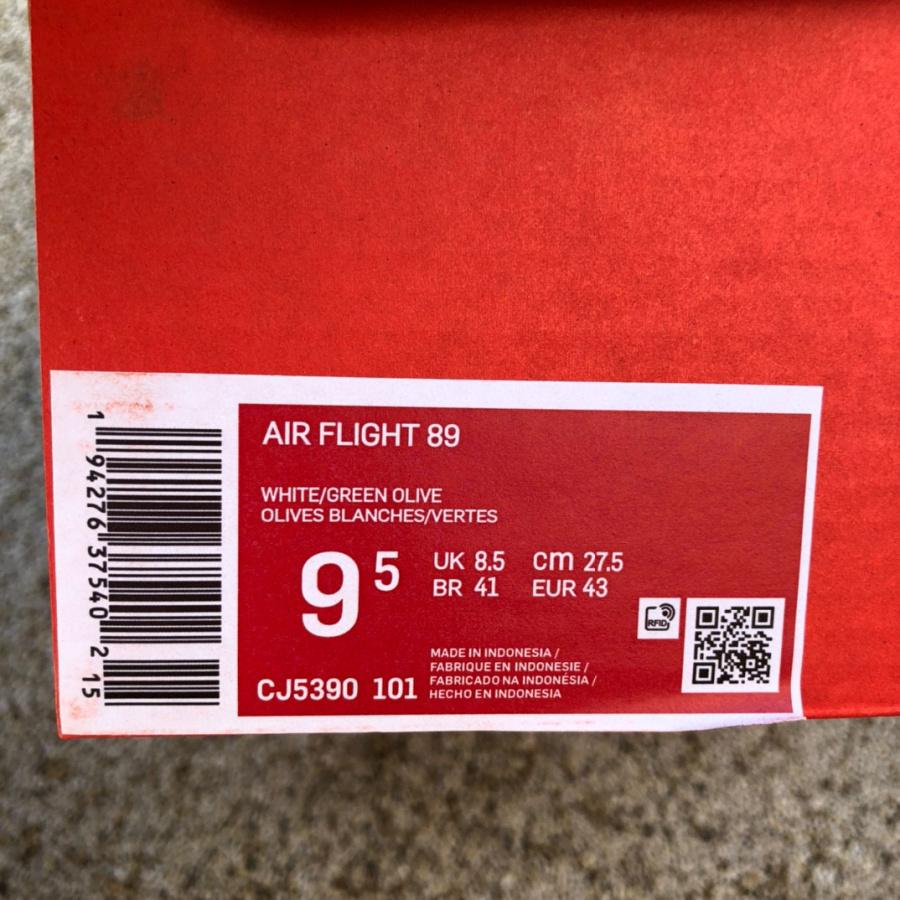 AIR FLIGHT 89
WHITE/GREEN OLIVE
OLIVES BLANCHES/VERTES
9 5
UK 8.5 cm 27.5
BR 41 EUR 43
RFID
MADE IN INDONESIA /
FABRIQUE EN INDONESIE /
FABRICADO NA INDONÉSIA /
HECHO EN INDONESIA
CJ5390 101
1 94276 37540 2 15